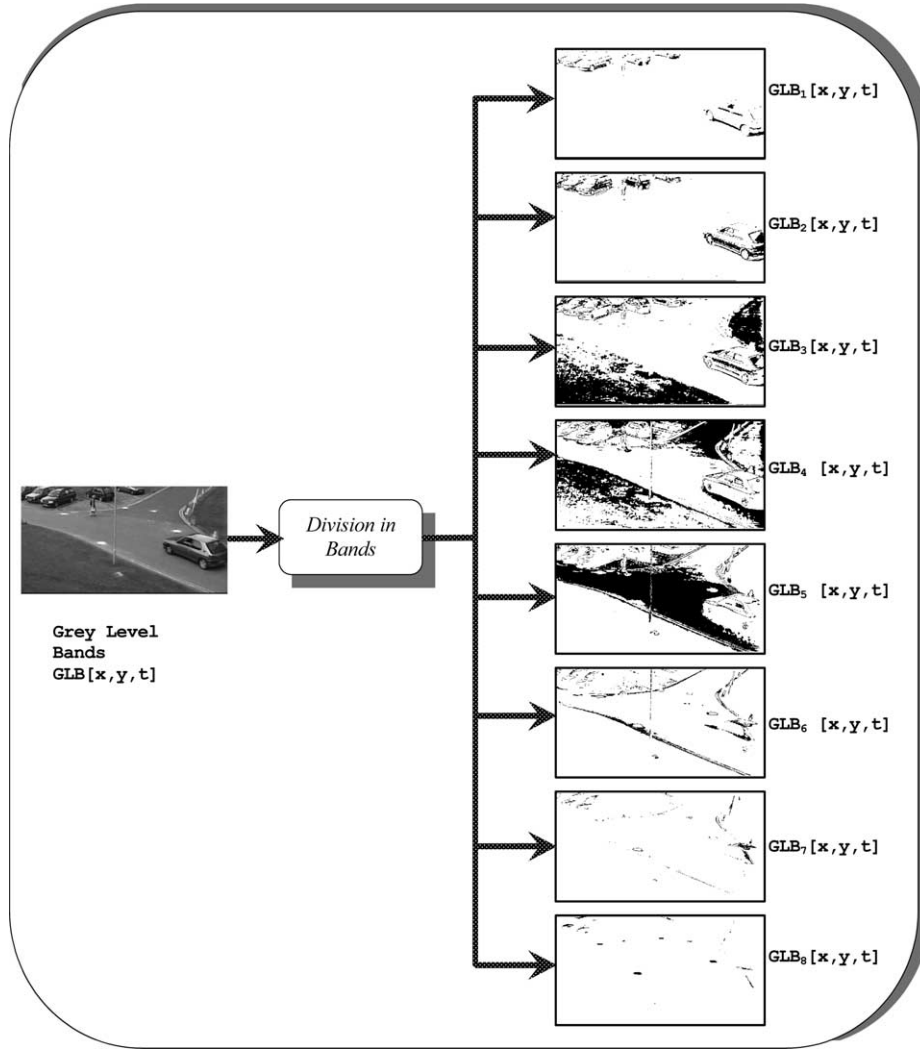 GLB₁[x,y,t]
GLB₂[x,y,t]
GLB₃[x,y,t]
GLB₄ [x,y,t]
Division in
Bands
GLB₅ [x,y,t]
Grey Level
Bands
GLB[x,y,t]
GLB₆ [x,y,t]
GLB₇[x,y,t]
GLB₈[x,y,t]